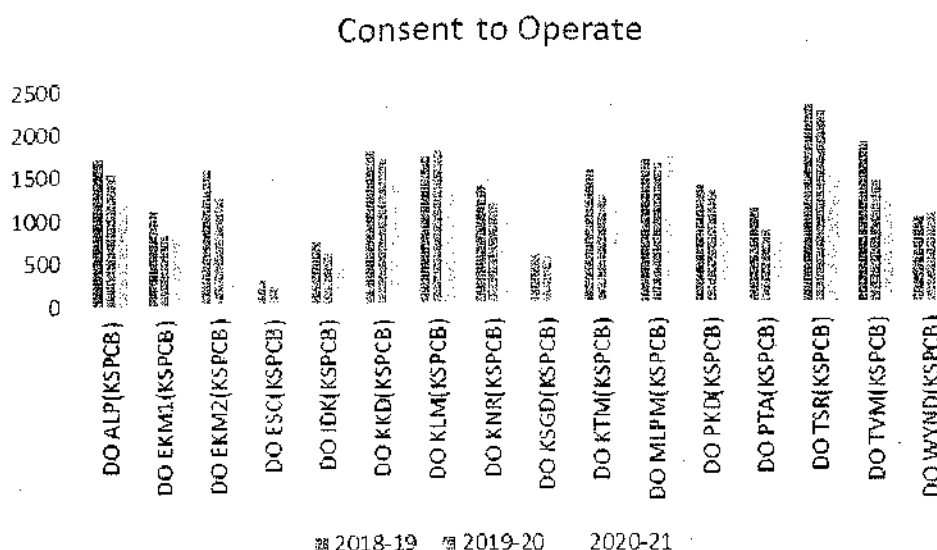 Consent to Operate
2500
2000
1500
1000
500
0
DO ALP(KSPCB)
DO EKM1(KSPCB)
DO EKM2(KSPCB)
DO ESC(KSPCB)
DO IDK(KSPCB)
DO KKD(KSPCB)
DO KLM(KSPCB)
DO KNR(KSPCB)
DO KSGD(KSPCB)
DO KTM(KSPCB)
DO MLPM(KSPCB)
DO PKD(KSPCB)
DO PTA(KSPCB)
DO TSR(KSPCB)
DO TVM(KSPCB)
DO WYND(KSPCB)
2018-19 2019-20 2020-21